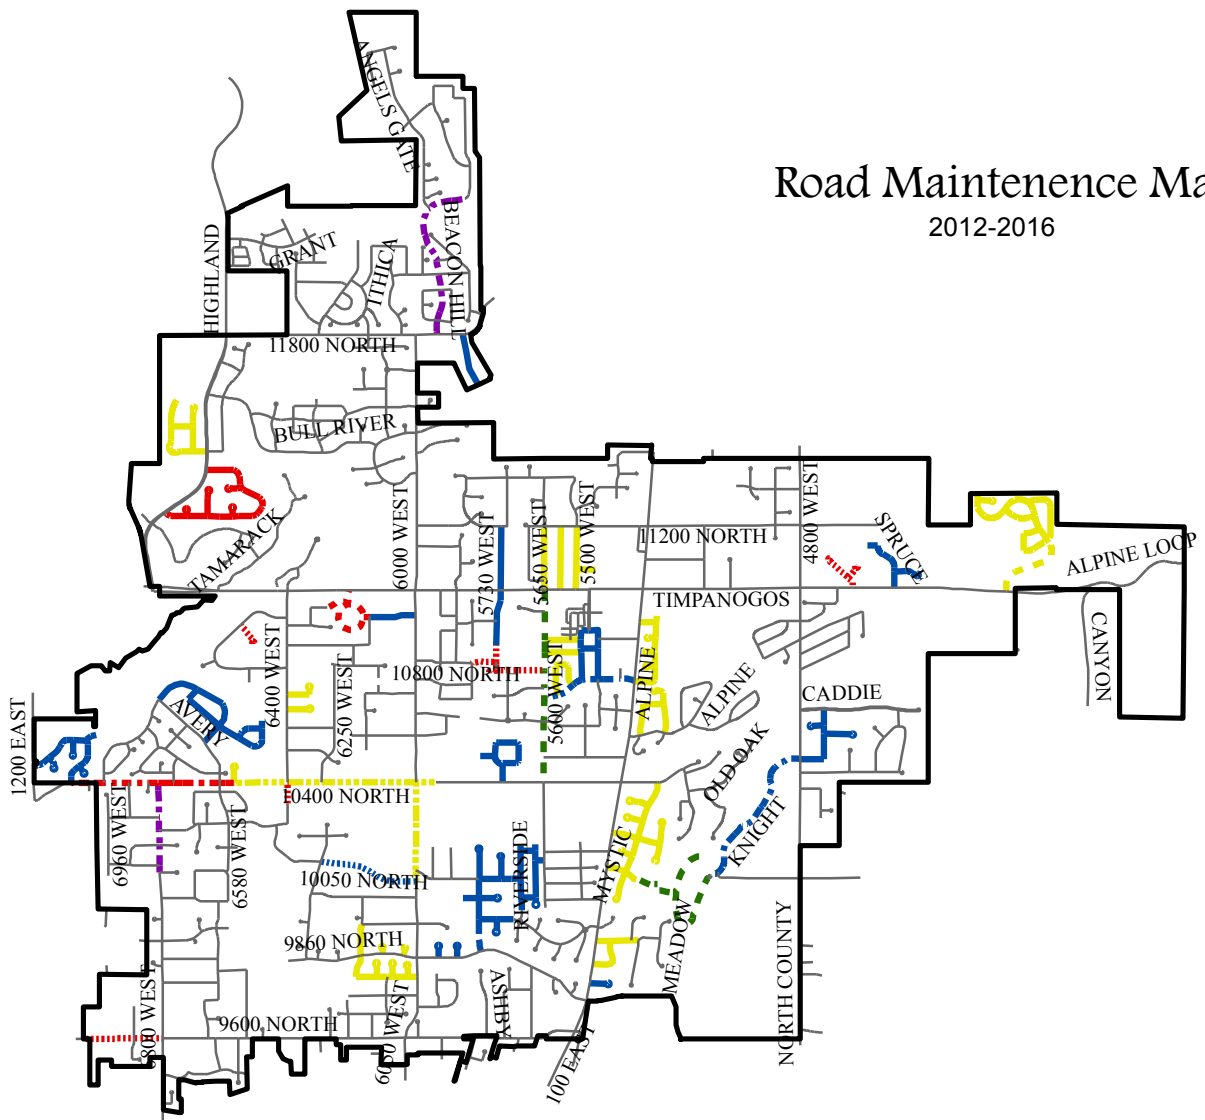 ANGELS GATE
Road Maintenence Ma
2012-2016
BEACON HILL
HIGHLAND
GRANT
ITHICA
11800 NORTH
BULL RIVER
6000 WEST
4800 WEST
TAMARACK
5730 WEST
5650 WEST
5500 WEST
11200 NORTH
SPRUCE
ALPINE LOOP
TIMPANOGOS
CANYON
6400 WEST
6250 WEST
10800 NORTH
5600 WEST
ALPINE
ALPINE
CADDIE
1200 EAST
AVERY
OLD OAK
10400 NORTH
6960 WEST
6580 WEST
KNIGHT
10050 NORTH
RIVERSIDE
MYSTIC
9860 NORTH
MEADOW
NORTH COUNTY
ASHBY
9600 NORTH
100 EAST